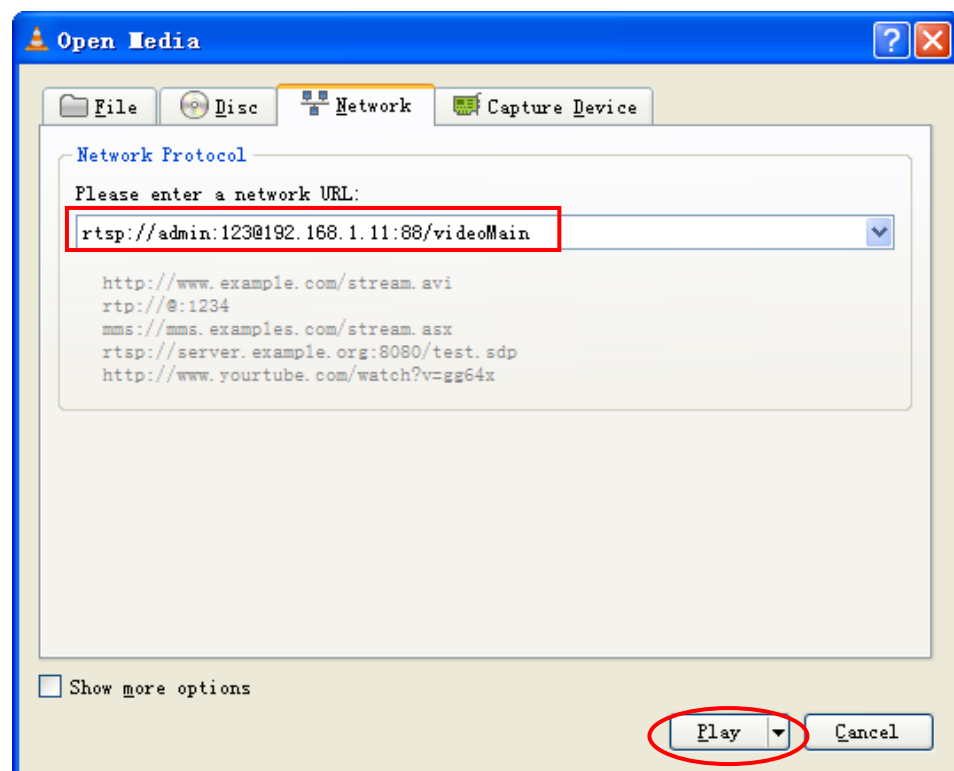 Open Media
File Disc Network Capture Device
Network Protocol
Please enter a network URL:
rtsp://admin:123@192.168.1.11:88/videoMain
http://www.example.com/stream.avi
rtp://@:1234
mms://mms.examples.com/stream.asx
rtsp://server.example.org:8080/test.sdp
http://www.yourtube.com/watch?v=gg64x
Show more options
Play Cancel